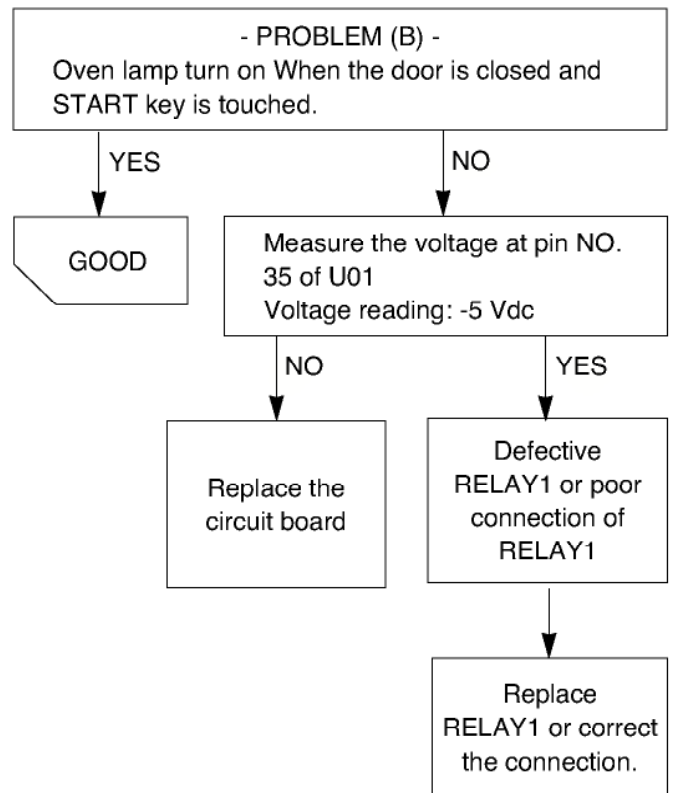 - PROBLEM (B) -
Oven lamp turn on When the door is closed and
START key is touched.
YES
NO
GOOD
Measure the voltage at pin NO.
35 of U01
Voltage reading: -5 Vdc
NO
YES
Replace the
circuit board
Defective
RELAY1 or poor
connection of
RELAY1
Replace
RELAY1 or correct
the connection.